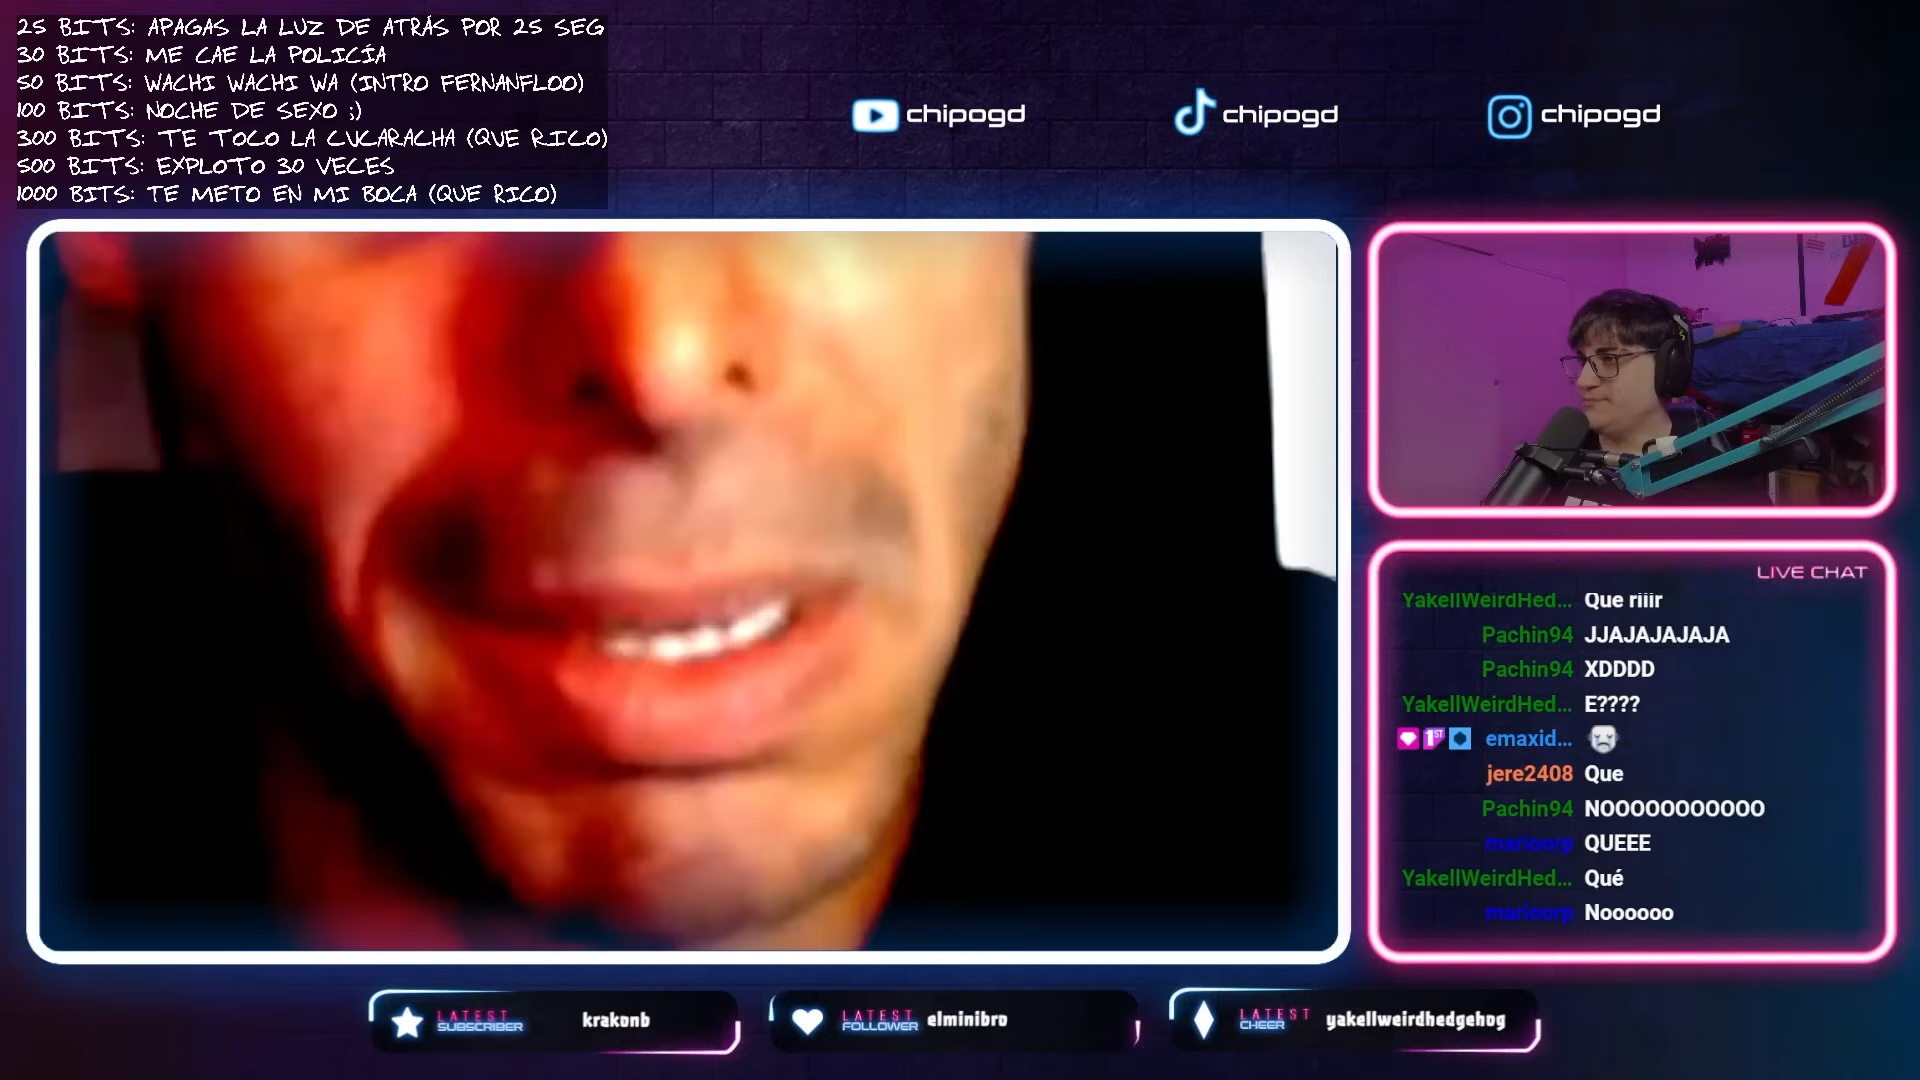 25 BITS: APAGAS LA LUZ DE ATRÁS POR 25 SEG
30 BITS: ME CAE LA POLICÍA
50 BITS: WACHI WACHI WA (INTRO FERNANFLOO)
100 BITS: NOCHE DE SEXO ;)
300 BITS: TE TOCO LA CUCARACHA (QUE RICO)
500 BITS: EXPLOTO 30 VECES
1000 BITS: TE METO EN MI BOCA (QUE RICO)
chipogd
chipogd
chipogd
LIVE CHAT
YakellWeirdHed... Que riiir
Pachin94 JJAJAJAJAJA
Pachin94 XDDDD
YakellWeirdHed... E????
1ST emaxid...
jere2408 Que
Pachin94 NOOOOOOOOOOO
marioorp QUEEE
YakellWeirdHed... Qué
marioorp Noooooo
LATEST SUBSCRIBER krakonb
LATEST FOLLOWER elminibro
LATEST CHEER yakellweirdhedgehog